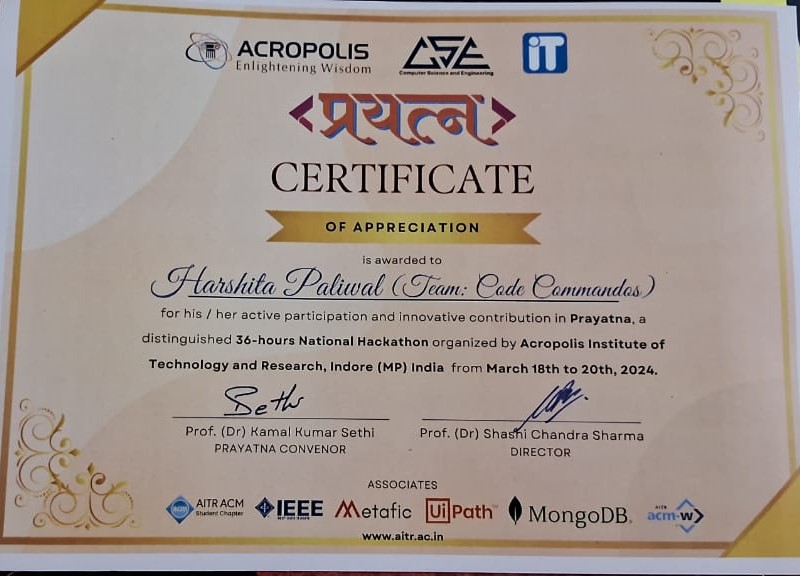 ACROPOLIS
Enlightening Wisdom
CSE
Computer Science and Engineering
iT
<प्रयत्न>
CERTIFICATE
OF APPRECIATION
is awarded to
Harshita Paliwal (Team: Code Commandos)
for his / her active participation and innovative contribution in Prayatna, a
distinguished 36-hours National Hackathon organized by Acropolis Institute of
Technology and Research, Indore (MP) India from March 18th to 20th, 2024.
Sethi
Prof. (Dr) Kamal Kumar Sethi
Prof. (Dr) Shashi Chandra Sharma
PRAYATNA CONVENOR
DIRECTOR
ASSOCIATES
acm
AITR ACM
Student Chapter
IEEE
Metafic
UiPath™
MongoDB.
AITR
acm-w
www.aitr.ac.in